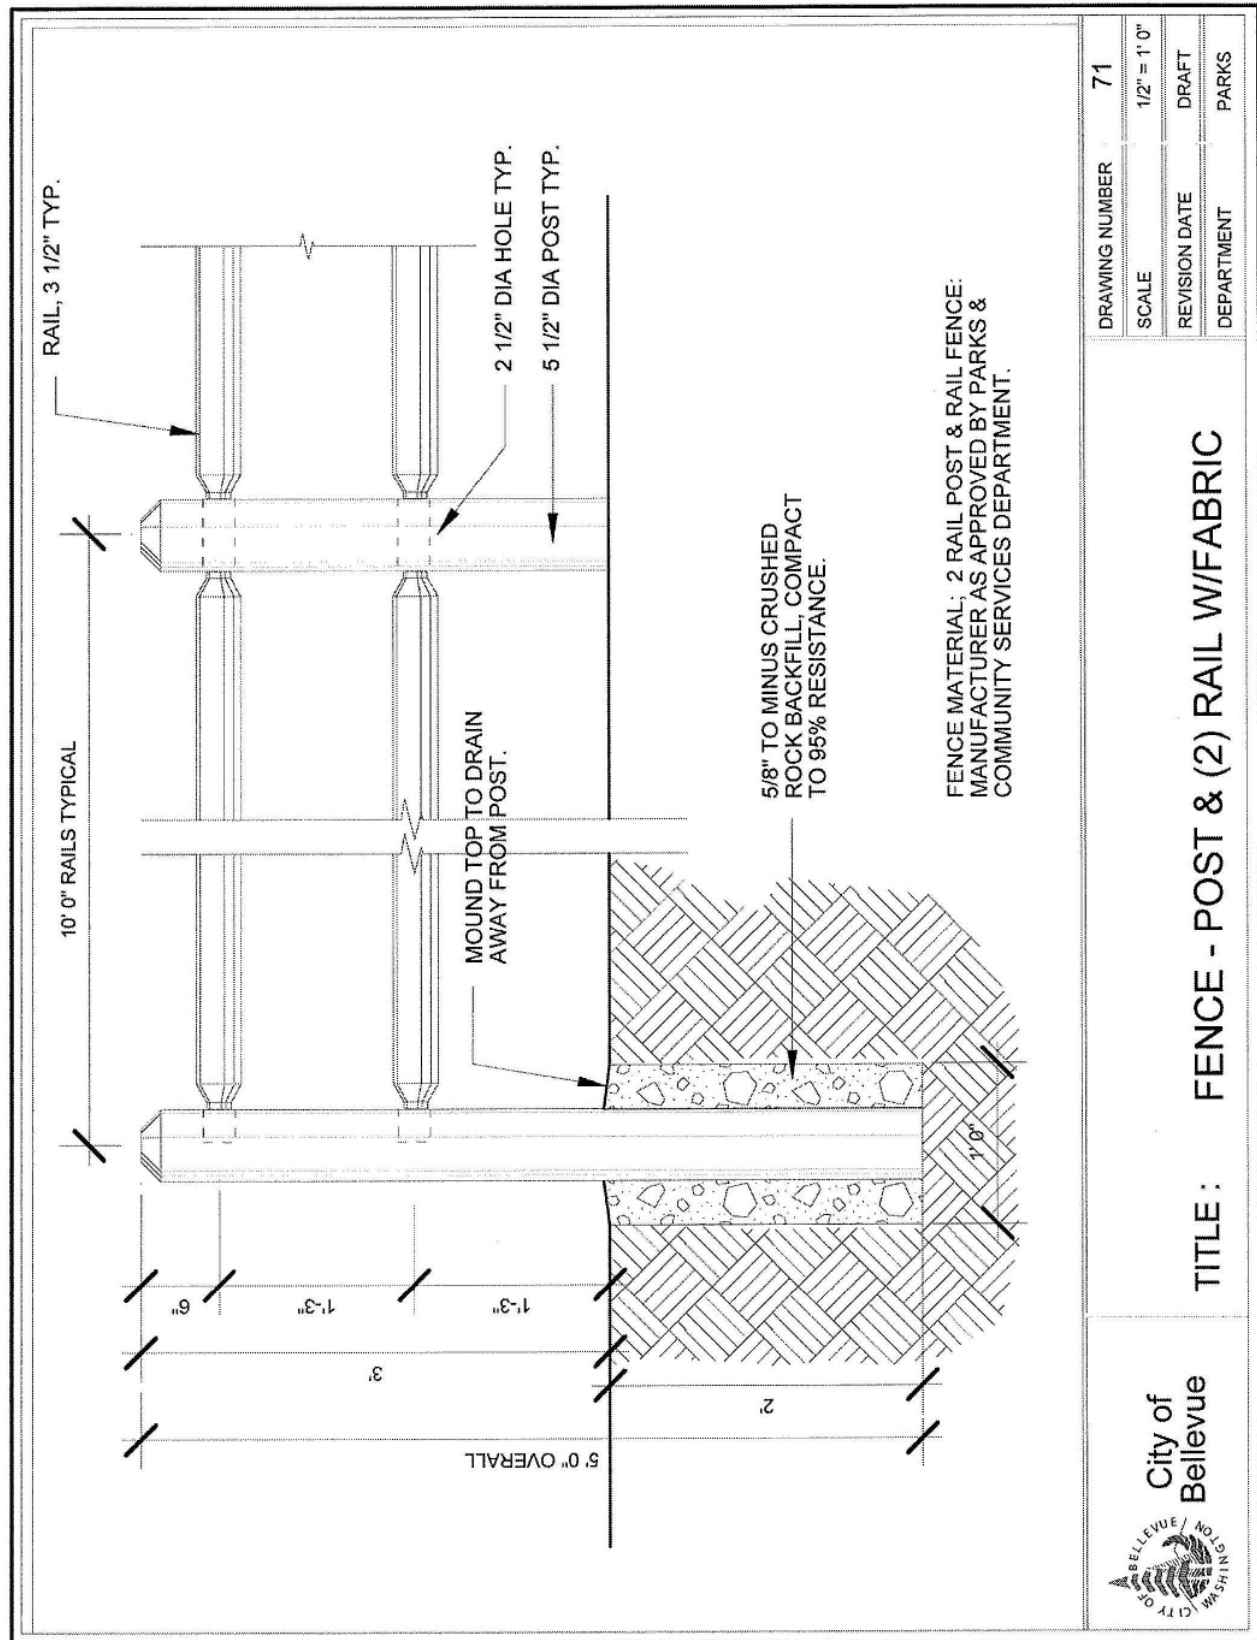 10' 0" RAILS TYPICAL
RAIL, 3 1/2" TYP.
2 1/2" DIA HOLE TYP.
5 1/2" DIA POST TYP.
MOUND TOP TO DRAIN
AWAY FROM POST.
6"
1'-3"
1'-3"
3'
2'
5' 0" OVERALL
1' 0"
5/8" TO MINUS CRUSHED
ROCK BACKFILL, COMPACT
TO 95% RESISTANCE.
FENCE MATERIAL; 2 RAIL POST & RAIL FENCE:
MANUFACTURER AS APPROVED BY PARKS &
COMMUNITY SERVICES DEPARTMENT.
CITY OF BELLEVUE
WASHINGTON
City of
Bellevue
TITLE : FENCE - POST & (2) RAIL W/FABRIC
DRAWING NUMBER 71
SCALE 1/2" = 1' 0"
REVISION DATE DRAFT
DEPARTMENT PARKS